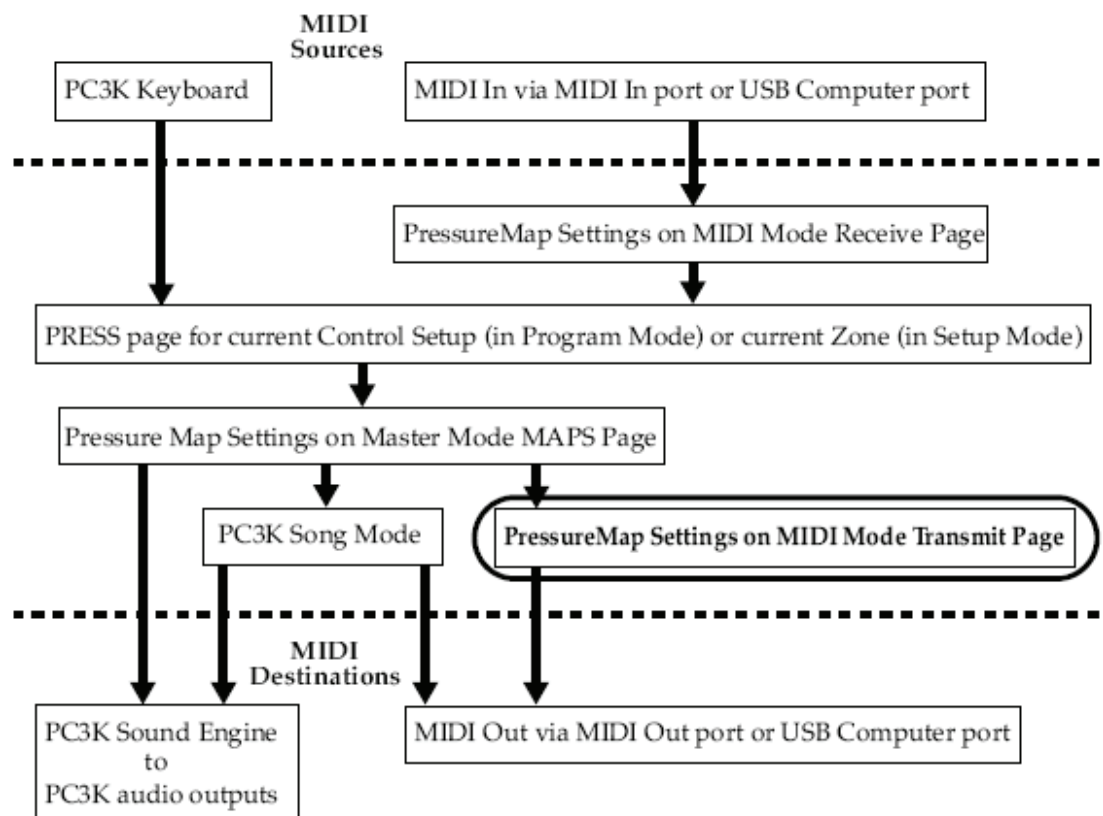 MIDI
Sources
PC3K Keyboard
MIDI In via MIDI In port or USB Computer port
PressureMap Settings on MIDI Mode Receive Page
PRESS page for current Control Setup (in Program Mode) or current Zone (in Setup Mode)
Pressure Map Settings on Master Mode MAPS Page
PC3K Song Mode
PressureMap Settings on MIDI Mode Transmit Page
MIDI
Destinations
PC3K Sound Engine
to
PC3K audio outputs
MIDI Out via MIDI Out port or USB Computer port